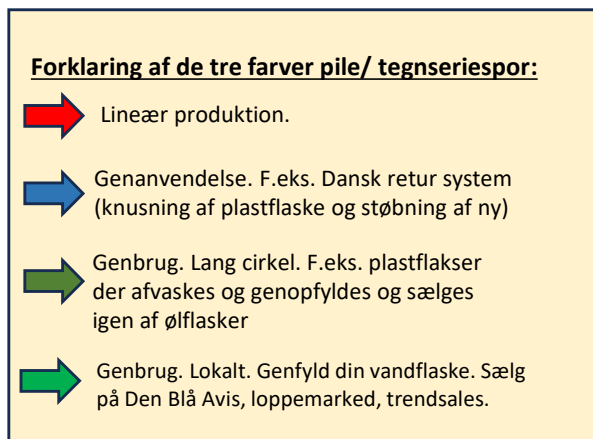 Forklaring af de tre farver pile/ tegnseriespor:
Lineær produktion.
Genanvendelse. F.eks. Dansk retur system
(knusning af plastflaske og støbning af ny)
Genbrug. Lang cirkel. F.eks. plastflakser
der afvaskes og genopfyldes og sælges
igen af ølflasker
Genbrug. Lokalt. Genfyld din vandflaske. Sælg
på Den Blå Avis, loppemarked, trendsales.